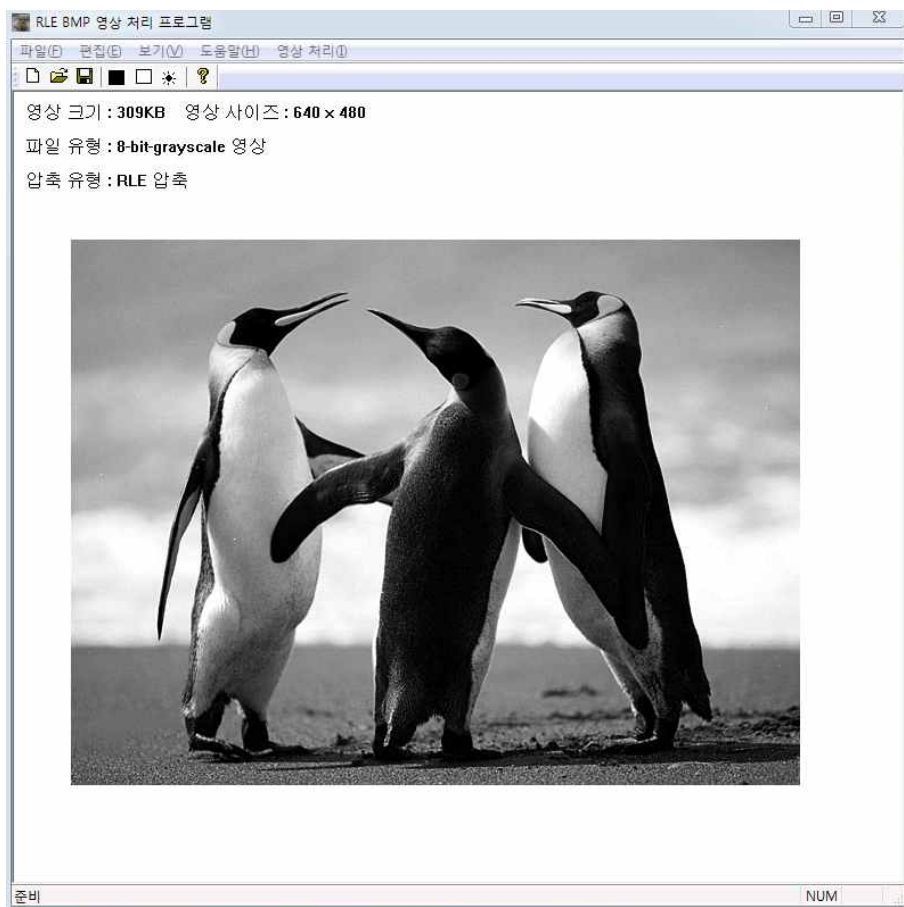 RLE BMP 영상 처리 프로그램
파일(F) 편집(E) 보기(V) 도움말(H) 영상 처리(I)
영상 크기 : 309KB 영상 사이즈 : 640 x 480
파일 유형 : 8-bit-grayscale 영상
압축 유형 : RLE 압축
준비 NUM